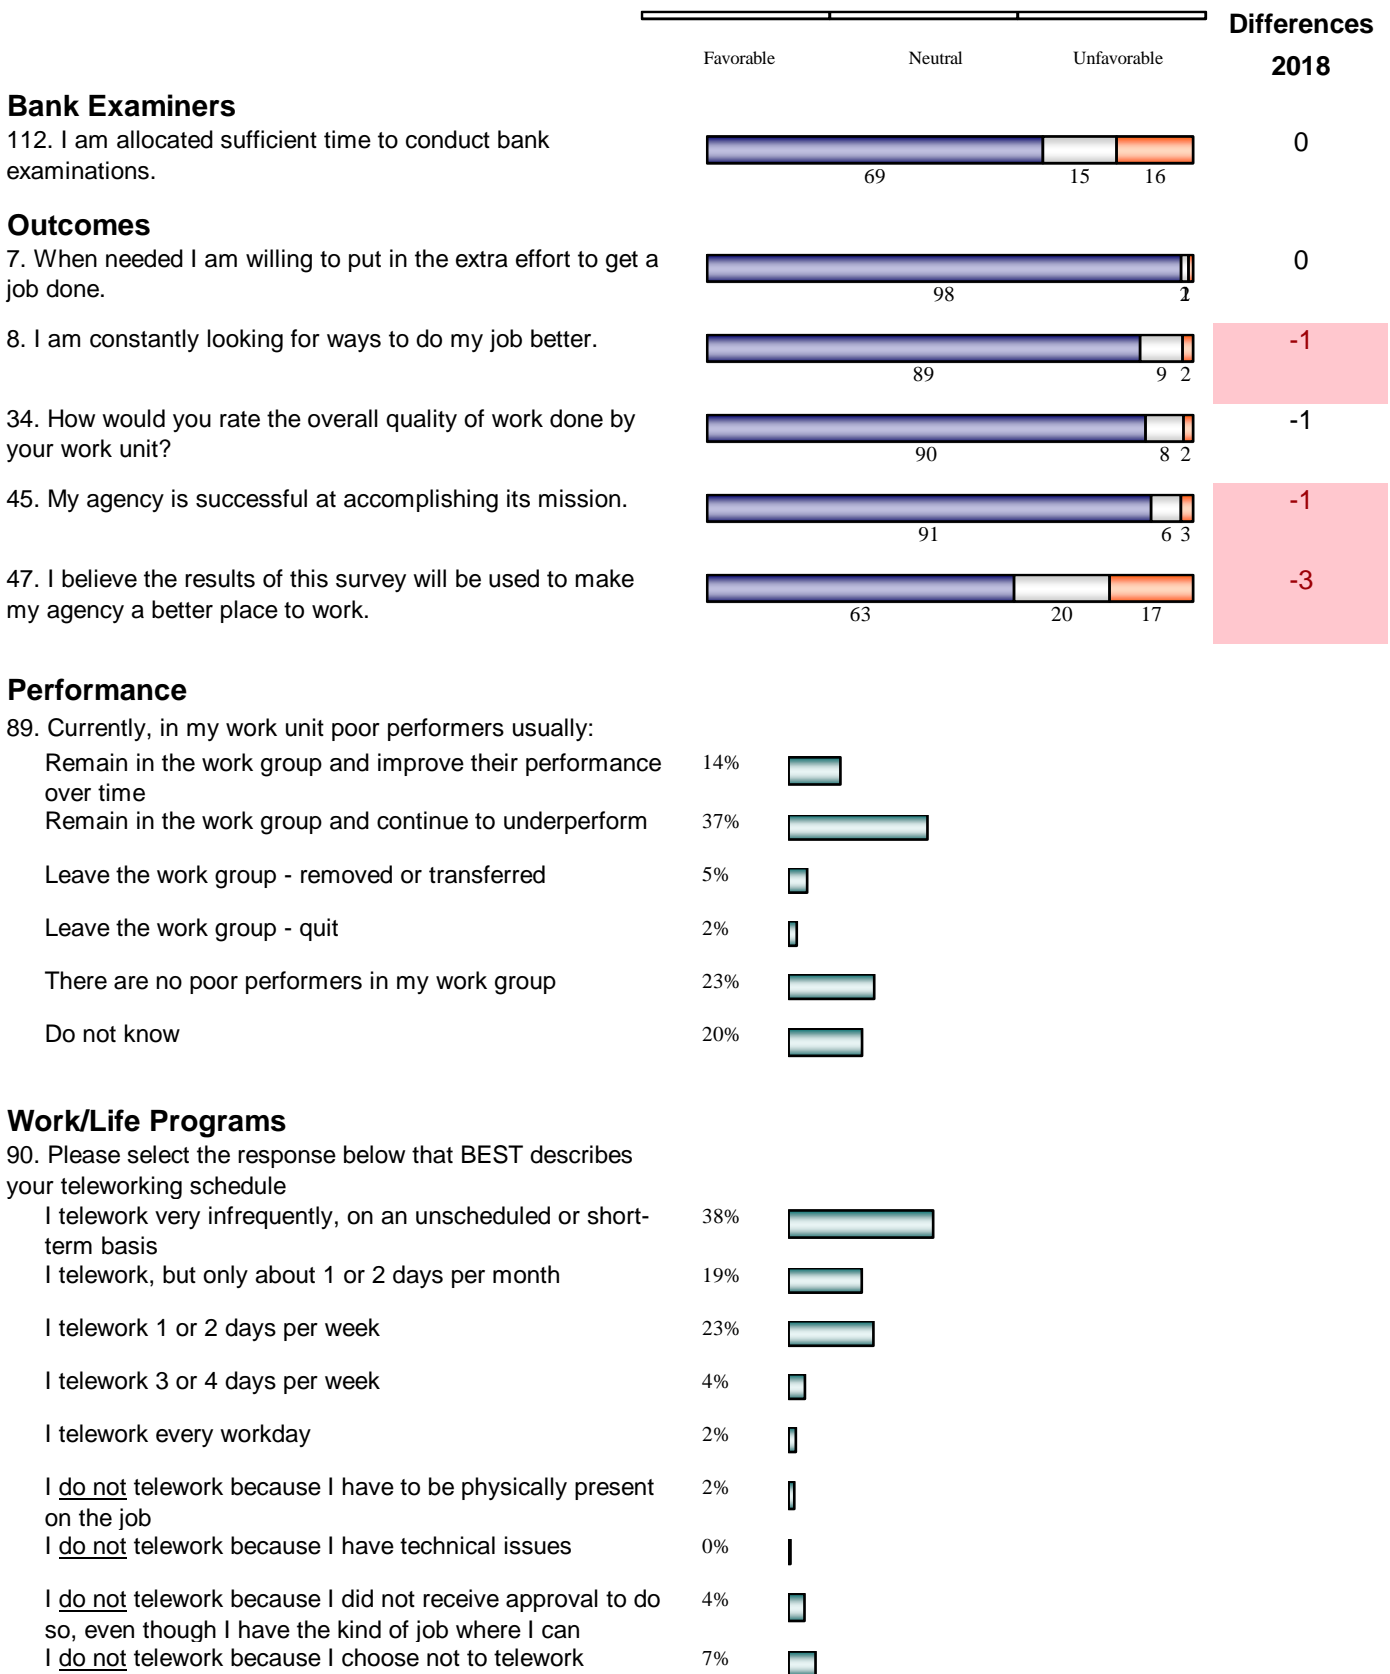 Differences
Favorable Neutral Unfavorable
2018
Bank Examiners
112. I am allocated sufficient time to conduct bank 0
examinations.
69 15 16
Outcomes
7. When needed I am willing to put in the extra effort to get a 0
job done.
98 2 1
8. I am constantly looking for ways to do my job better. -1
89 9 2
34. How would you rate the overall quality of work done by -1
your work unit?
90 8 2
45. My agency is successful at accomplishing its mission. -1
91 6 3
47. I believe the results of this survey will be used to make -3
my agency a better place to work.
63 20 17
Performance
89. Currently, in my work unit poor performers usually:
Remain in the work group and improve their performance 14%
over time
Remain in the work group and continue to underperform 37%
Leave the work group - removed or transferred 5%
Leave the work group - quit 2%
There are no poor performers in my work group 23%
Do not know 20%
Work/Life Programs
90. Please select the response below that BEST describes
your teleworking schedule
I telework very infrequently, on an unscheduled or short- 38%
term basis
I telework, but only about 1 or 2 days per month 19%
I telework 1 or 2 days per week 23%
I telework 3 or 4 days per week 4%
I telework every workday 2%
I do not telework because I have to be physically present 2%
on the job
I do not telework because I have technical issues 0%
I do not telework because I did not receive approval to do 4%
so, even though I have the kind of job where I can
I do not telework because I choose not to telework 7%